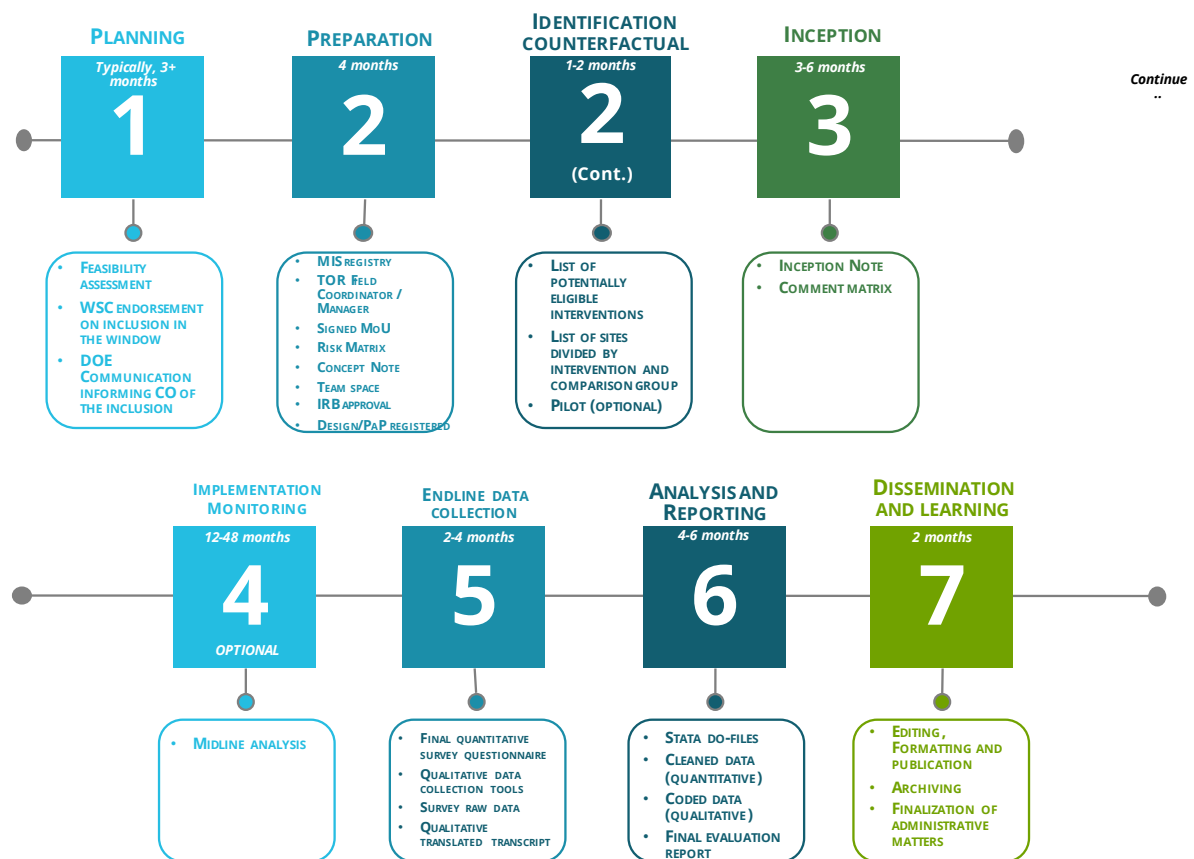 PLANNING
Typically, 3+
months
1
PREPARATION
4 months
2
IDENTIFICATION
COUNTERFACTUAL
1-2 months
2
(Cont.)
INCEPTION
3-6 months
3
Continue
..
• FEASIBILITY
ASSESSMENT
• WSC ENDORSEMENT
ON INCLUSION IN
THE WINDOW
• DOE
COMMUNICATION
INFORMING CO OF
THE INCLUSION
• MIS REGISTRY
• TOR FIELD
COORDINATOR /
MANAGER
• SIGNED MOU
• RISK MATRIX
• CONCEPT NOTE
• TEAM SPACE
• IRB APPROVAL
• DESIGN/PAP REGISTERED
• LIST OF
POTENTIALLY
ELIGIBLE
INTERVENTIONS
• LIST OF SITES
DIVIDED BY
INTERVENTION AND
COMPARISON GROUP
• PILOT (OPTIONAL)
• INCEPTION NOTE
• COMMENT MATRIX
IMPLEMENTATION
MONITORING
12-48 months
4
OPTIONAL
ENDLINE DATA
COLLECTION
2-4 months
5
ANALYSIS AND
REPORTING
4-6 months
6
DISSEMINATION
AND LEARNING
2 months
7
• MIDLINE ANALYSIS
• FINAL QUANTITATIVE
SURVEY QUESTIONNAIRE
• QUALITATIVE DATA
COLLECTION TOOLS
• SURVEY RAW DATA
• QUALITATIVE
TRANSLATED TRANSCRIPT
• STATA DO-FILES
• CLEANED DATA
(QUANTITATIVE)
• CODED DATA
(QUALITATIVE)
• FINAL EVALUATION
REPORT
• EDITING,
FORMATTING AND
PUBLICATION
• ARCHIVING
• FINALIZATION OF
ADMINISTRATIVE
MATTERS